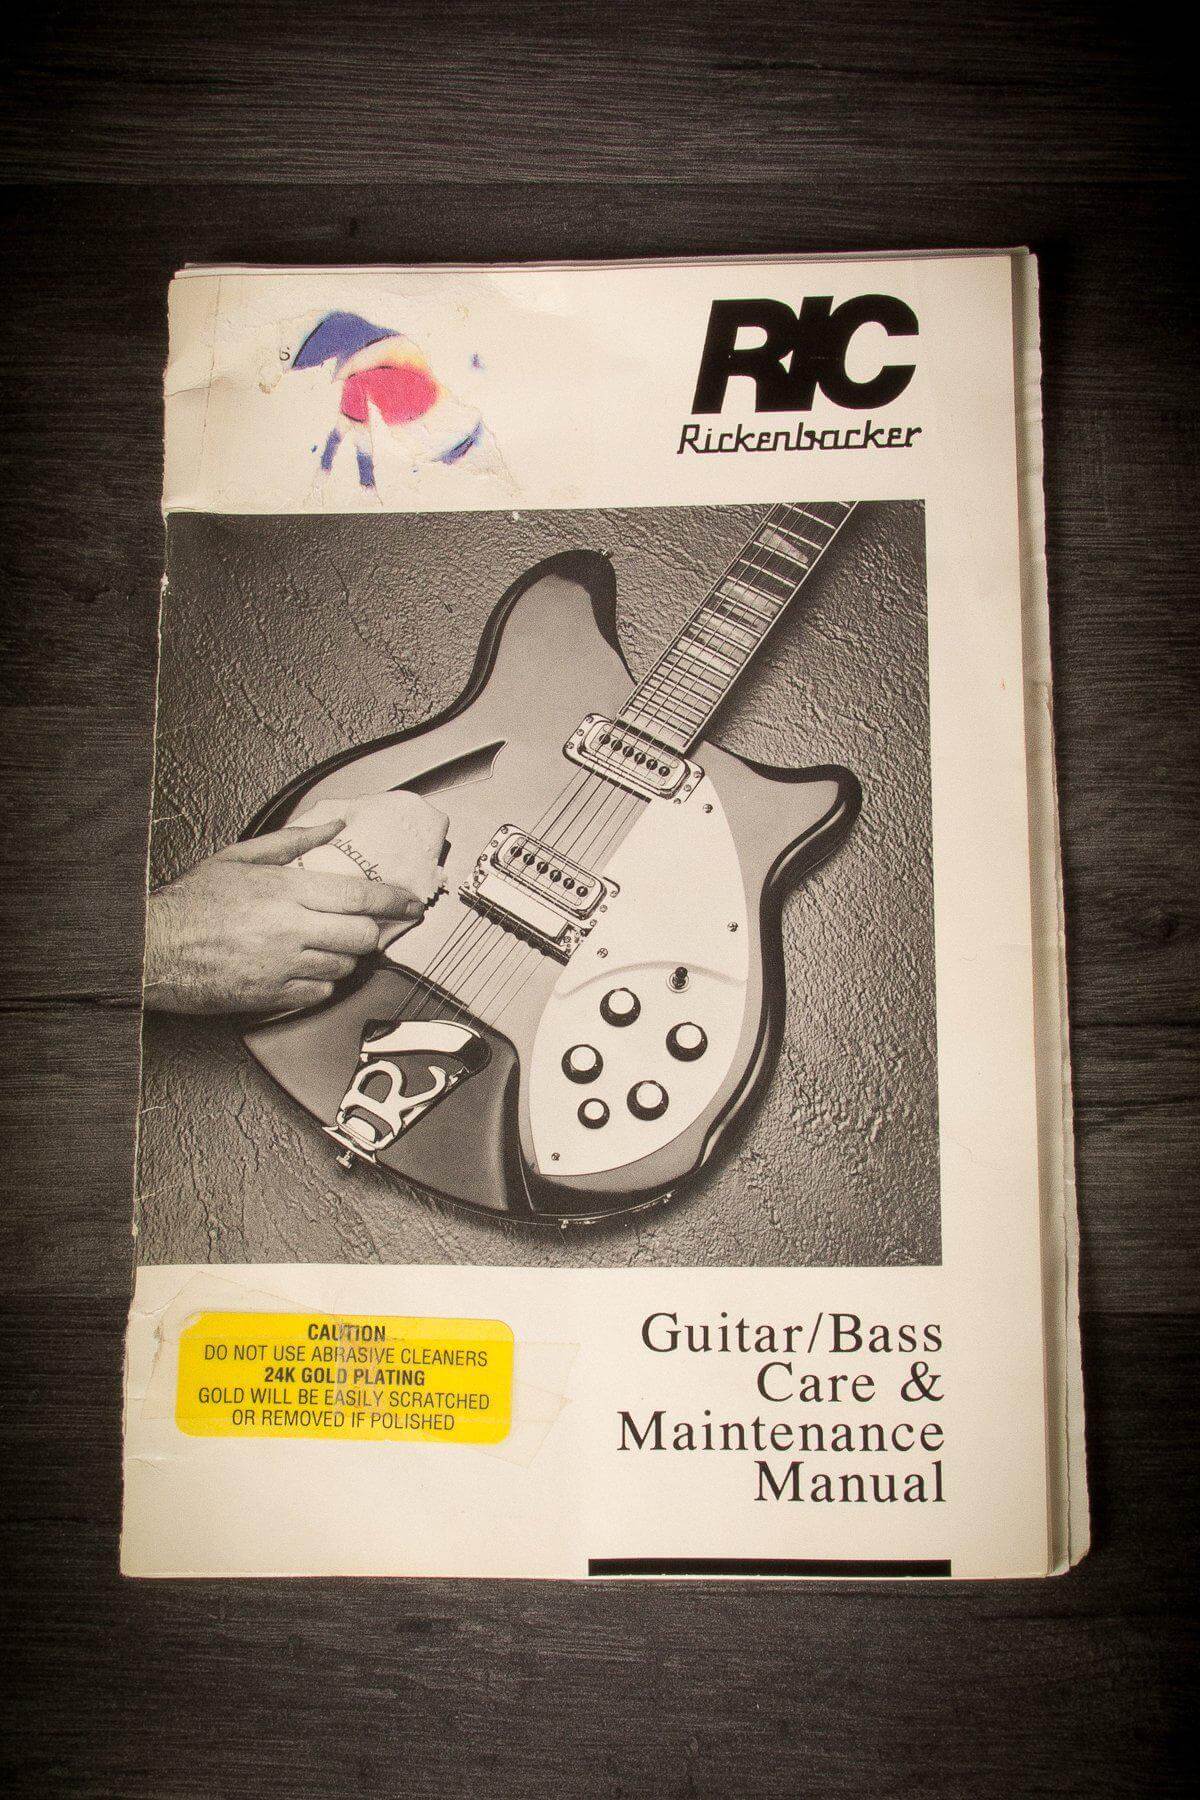 RIC
Rickenbacker
CAUTION
DO NOT USE ABRASIVE CLEANERS
24K GOLD PLATING
GOLD WILL BE EASILY SCRATCHED
OR REMOVED IF POLISHED
Guitar/Bass
Care &
Maintenance
Manual